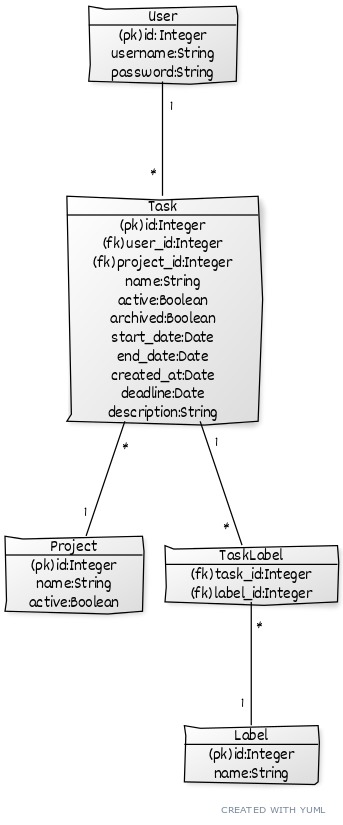 User
(pk)id:Integer
username:String
password:String
1
*
Task
(pk)id:Integer
(fk)user_id:Integer
(fk)project_id:Integer
name:String
active:Boolean
archived:Boolean
start_date:Date
end_date:Date
created_at:Date
deadline:Date
description:String
*
1
1
*
Project
(pk)id:Integer
name:String
active:Boolean
TaskLabel
(fk)task_id:Integer
(fk)label_id:Integer
*
1
Label
(pk)id:Integer
name:String
CREATED WITH YUML